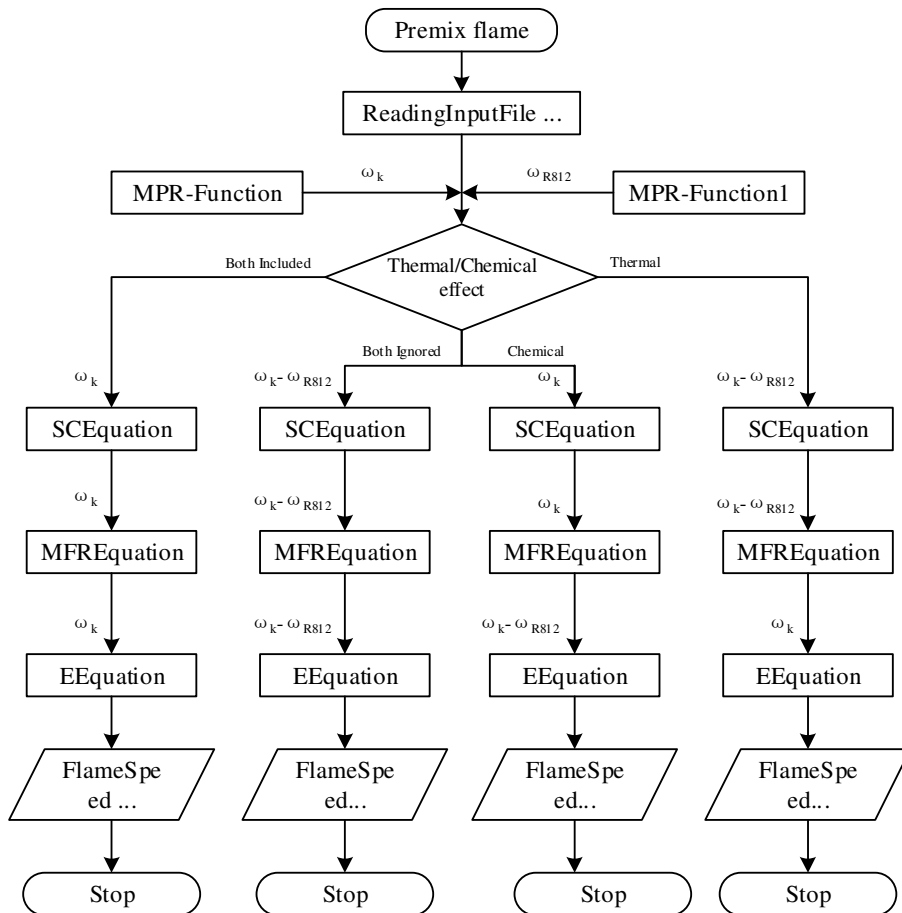 Premix flame
ReadingInputFile ...
ω k
ω R812
MPR-Function
MPR-Function1
Both Included
Thermal/Chemical
effect
Thermal
Both Ignored
Chemical
ω k
ω k- ω R812
ω k
ω k- ω R812
SCEquation
SCEquation
SCEquation
SCEquation
ω k
ω k- ω R812
ω k
ω k- ω R812
MFREquation
MFREquation
MFREquation
MFREquation
ω k
ω k- ω R812
ω k- ω R812
ω k
EEquation
EEquation
EEquation
EEquation
FlameSpe
ed ...
FlameSpe
ed...
FlameSpe
ed...
FlameSpe
ed...
Stop
Stop
Stop
Stop